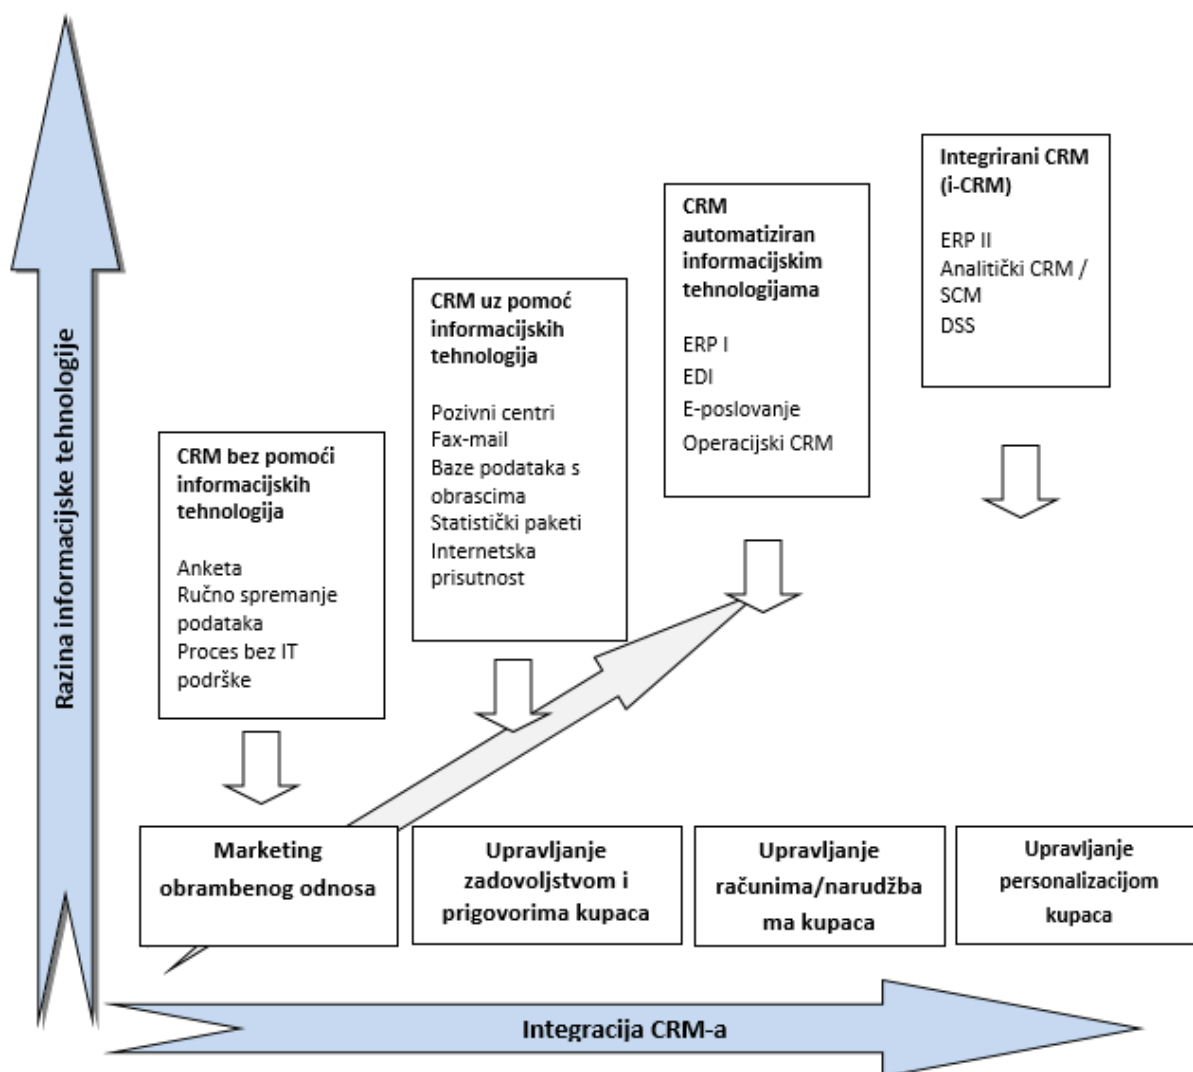 Razina informacijske tehnologije
CRM bez pomoći
informacijskih
tehnologija
Anketa
Ručno spremanje
podataka
Proces bez IT
podrške
CRM uz pomoć
informacijskih
tehnologija
Pozivni centri
Fax-mail
Baze podataka s
obrascima
Statistički paketi
Internetska
prisutnost
CRM
automatiziran
informacijskim
tehnologijama
ERP I
EDI
E-poslovanje
Operacijski CRM
Integrirani CRM
(i-CRM)
ERP II
Analitički CRM /
SCM
DSS
Marketing
obrambenog odnosa
Upravljanje
zadovoljstvom i
prigovorima kupaca
Upravljanje
računima/narudžba
ma kupaca
Upravljanje
personalizacijom
kupaca
Integracija CRM-a